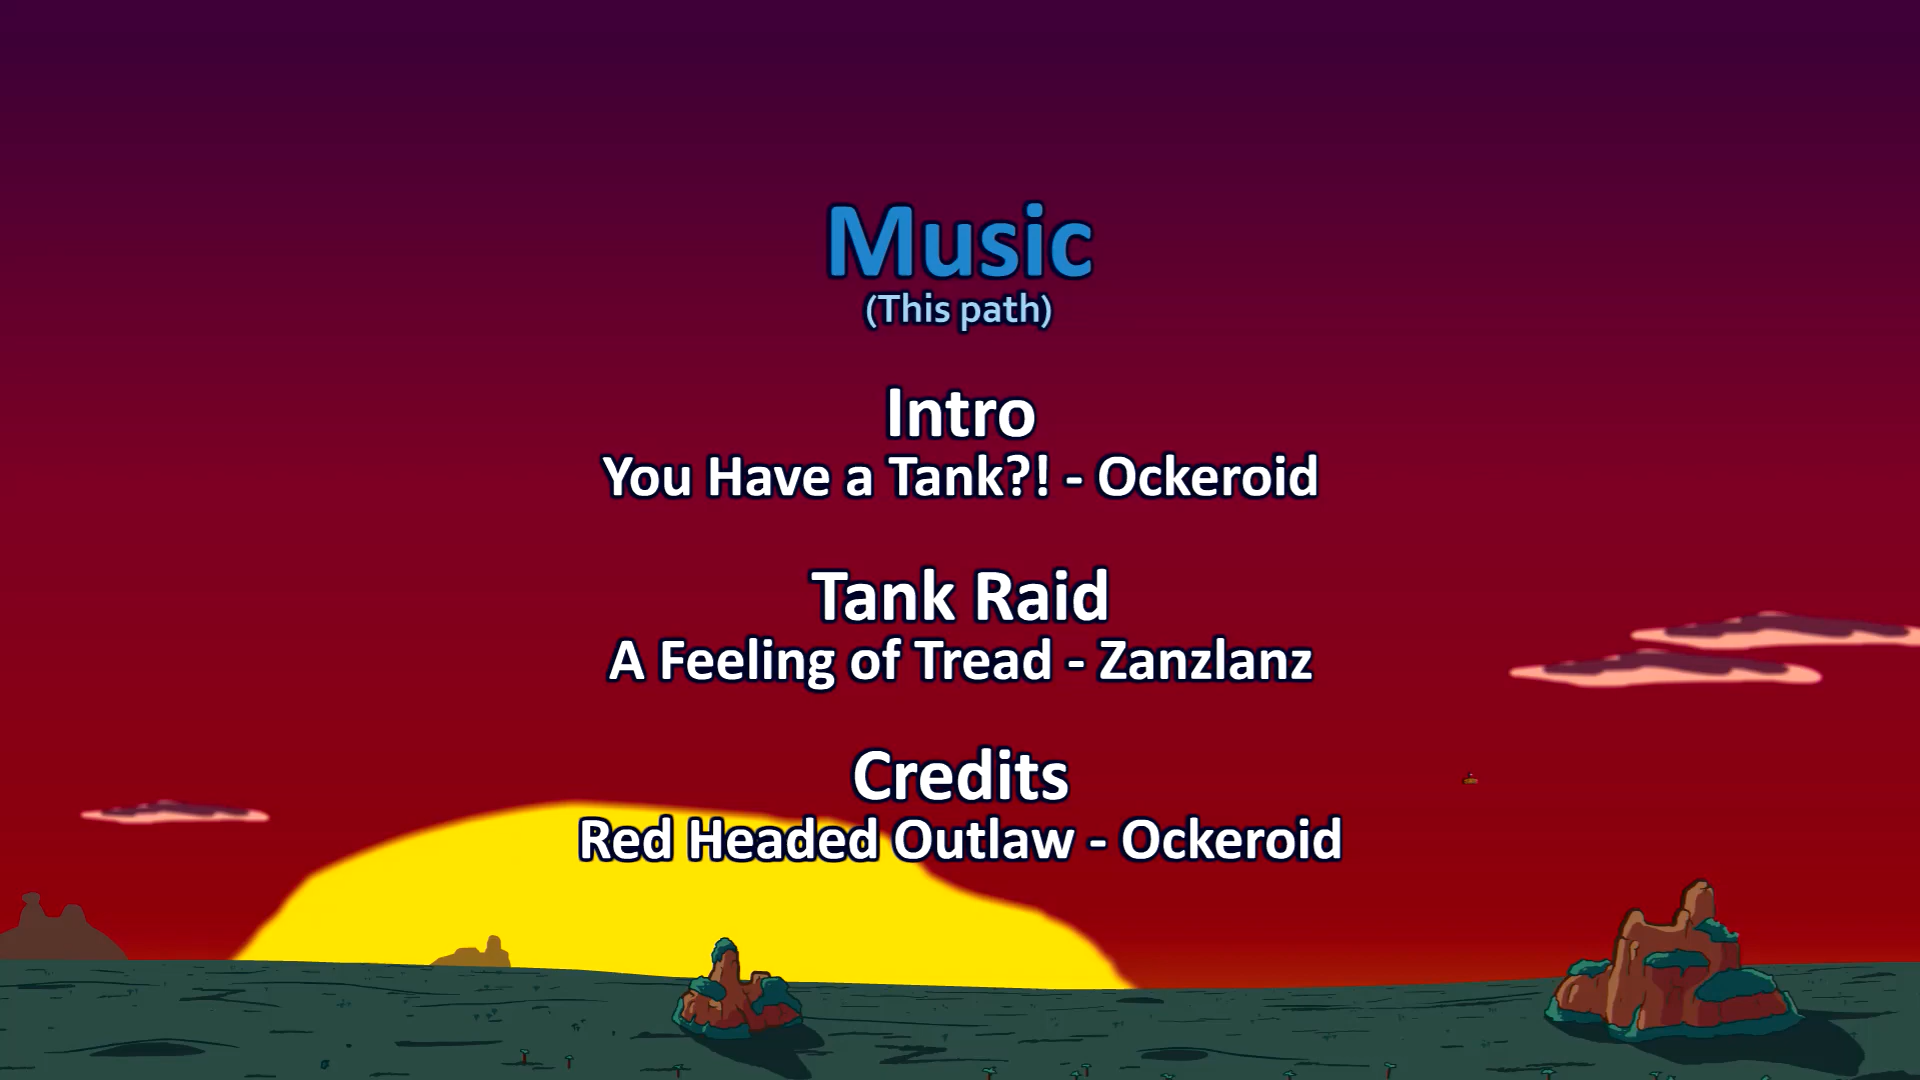 Music
(This path)
Intro
You Have a Tank?! - Ockeroid
Tank Raid
A Feeling of Tread - Zanzlanz
Credits
Red Headed Outlaw - Ockeroid